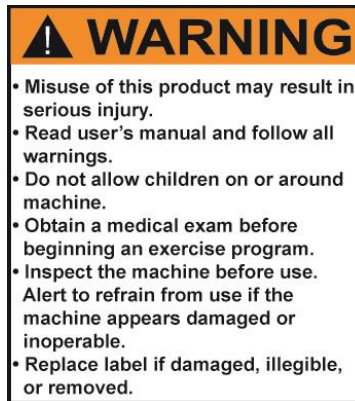 WARNING
• Misuse of this product may result in
serious injury.
• Read user's manual and follow all
warnings.
• Do not allow children on or around
machine.
• Obtain a medical exam before
beginning an exercise program.
• Inspect the machine before use.
Alert to refrain from use if the
machine appears damaged or
inoperable.
• Replace label if damaged, illegible,
or removed.